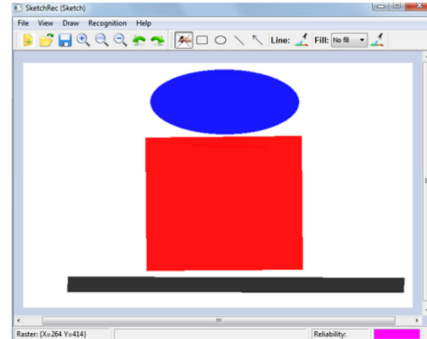 SketchRec (Sketch)
File View Draw Recognition Help
Line: Fill: No fill
Raster: {X=264 Y=414} Reliability: